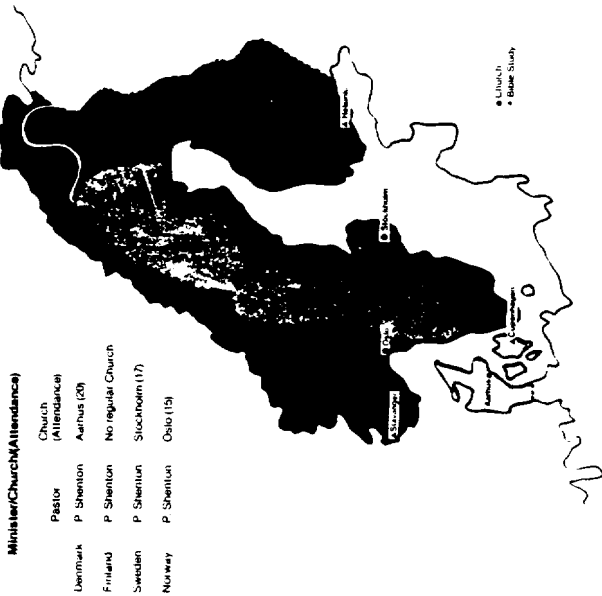 Minister/Church/(Attendance)
Pastor Church (Attendance)
Denmark P Shenton Aarhus (20)
Finland P Shenton No regular Church
Sweden P Shenton Stockholm (17)
Norway P Shenton Oslo (15)
Helsinki
Stockholm
Oslo
Stavanger
Aarhus
Copenhagen
Church
Bible Study